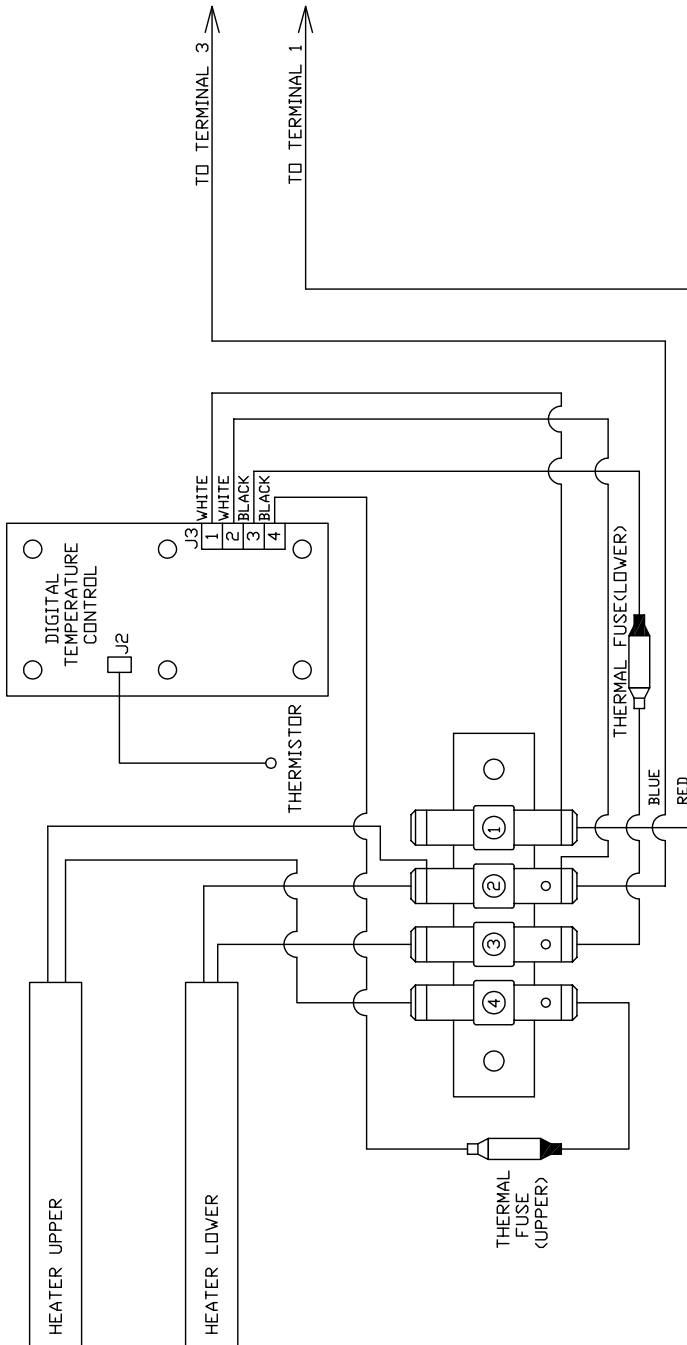 TO TERMINAL 3
TO TERMINAL 1
DIGITAL
TEMPERATURE
CONTROL
J2
J3
1
2
3
4
WHITE
WHITE
BLACK
BLACK
THERMISTOR
THERMAL FUSE(LOWER)
BLUE
RED
1
2
3
4
HEATER UPPER
HEATER LOWER
THERMAL
FUSE
(UPPER)